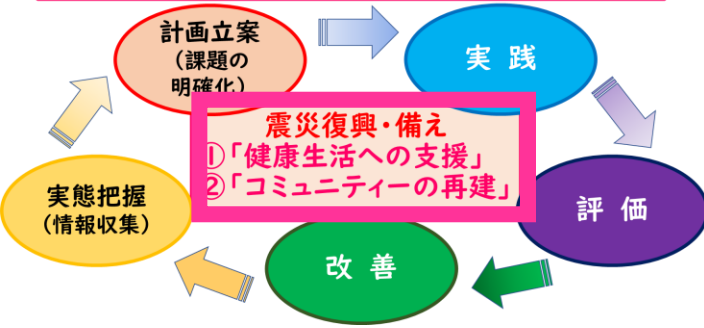 計画立案
（課題の
明確化）
実 践
震災復興・備え
①「健康生活への支援」
②「コミュニティーの再建」
実態把握
（情報収集）
評 価
改 善